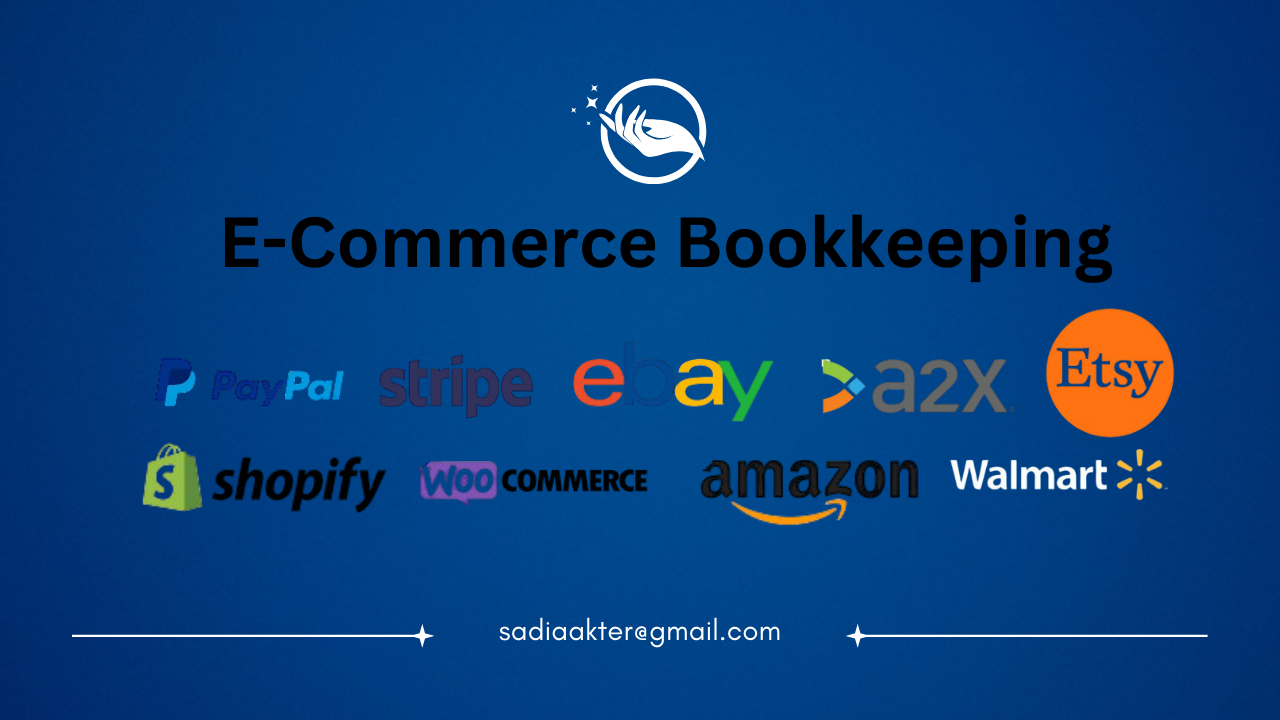 E-Commerce Bookkeeping
P PayPal stripe ebay a2x Etsy
S shopify WOO COMMERCE amazon Walmart
sadiaakter@gmail.com